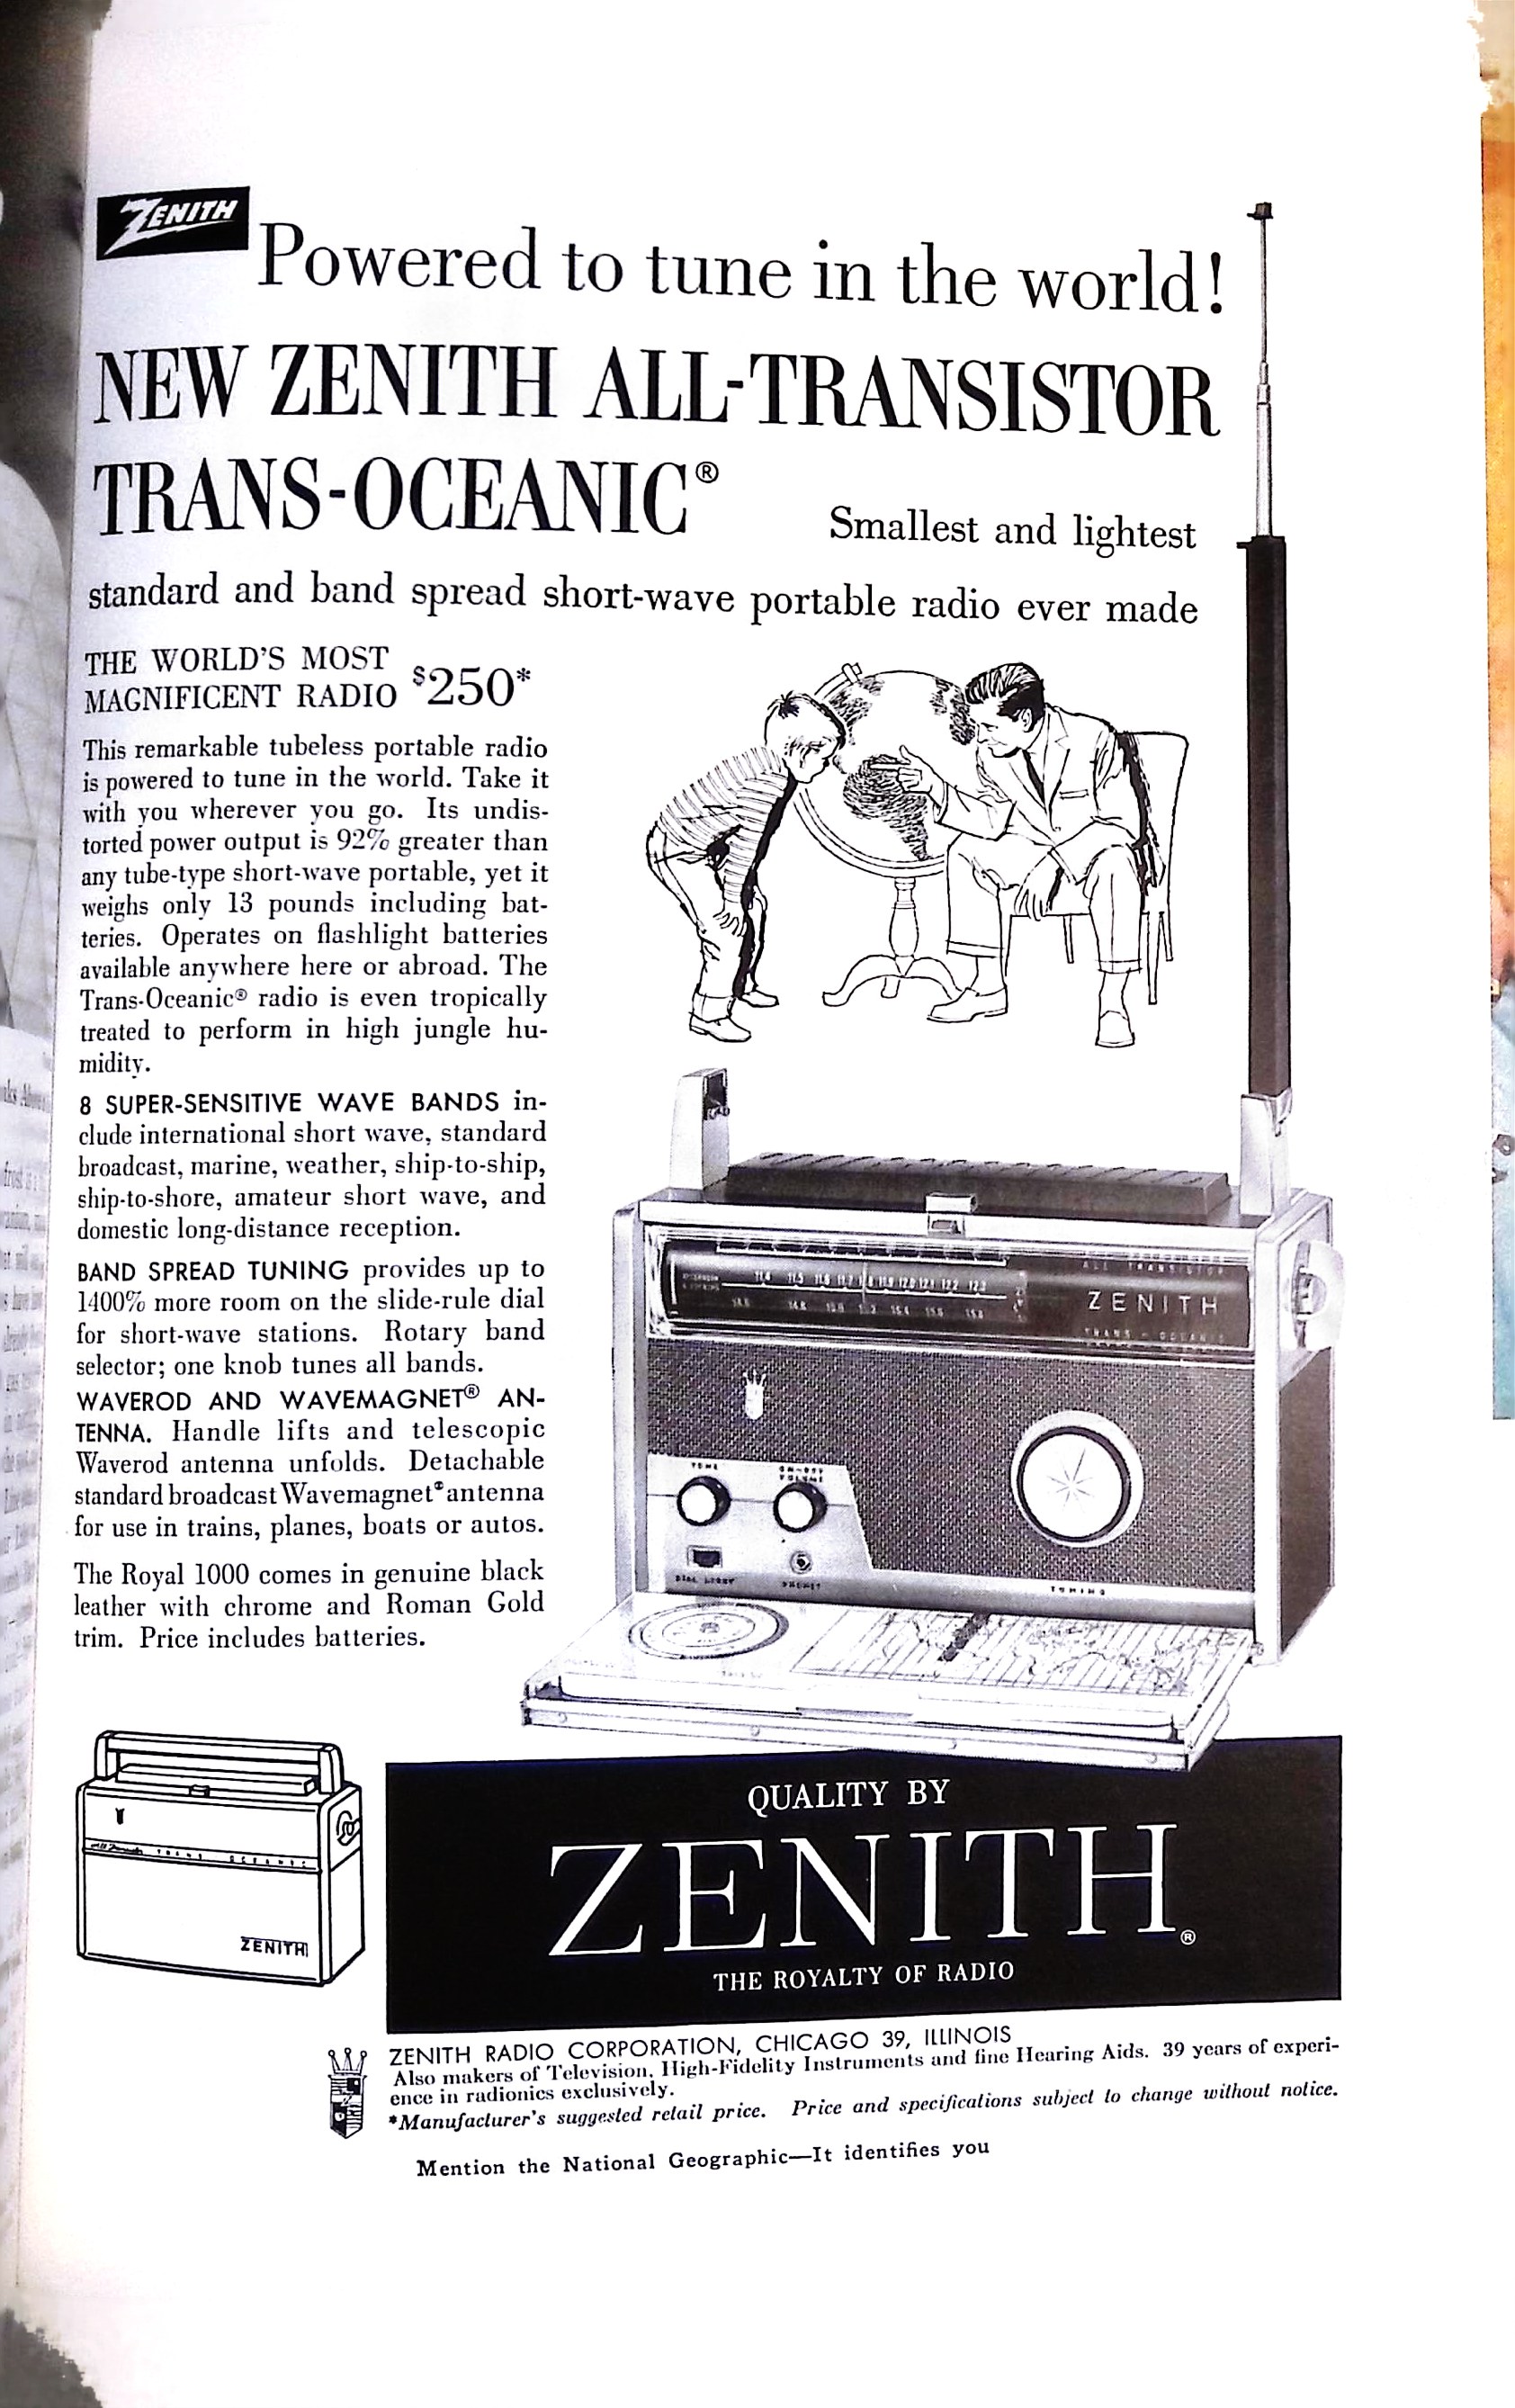 ZENITH
Powered to tune in the world!
NEW ZENITH ALL-TRANSISTOR
TRANS-OCEANIC®
Smallest and lightest
standard and band spread short-wave portable radio ever made
THE WORLD'S MOST
MAGNIFICENT RADIO $250*
This remarkable tubeless portable radio
is powered to tune in the world. Take it
with you wherever you go. Its undis-
torted power output is 92% greater than
any tube-type short-wave portable, yet it
weighs only 13 pounds including bat-
teries. Operates on flashlight batteries
available anywhere here or abroad. The
Trans-Oceanic® radio is even tropically
treated to perform in high jungle hu-
midity.
8 SUPER-SENSITIVE WAVE BANDS in-
clude international short wave, standard
broadcast, marine, weather, ship-to-ship,
ship-to-shore, amateur short wave, and
domestic long-distance reception.
BAND SPREAD TUNING provides up to
1400% more room on the slide-rule dial
for short-wave stations. Rotary band
selector; one knob tunes all bands.
WAVEROD AND WAVEMAGNET® AN-
TENNA. Handle lifts and telescopic
Waverod antenna unfolds. Detachable
standard broadcast Wavemagnet® antenna
for use in trains, planes, boats or autos.
The Royal 1000 comes in genuine black
leather with chrome and Roman Gold
trim. Price includes batteries.
ALL TRANSISTOR
ZENITH
TRANS-OCEANIC
TONE
ON-OFF
VOLUME
DIAL LIGHT
TUNING
TRANS OCEANIC
ZENITH
QUALITY BY
ZENITH®
THE ROYALTY OF RADIO
ZENITH RADIO CORPORATION, CHICAGO 39, ILLINOIS
Also makers of Television, High-Fidelity Instruments and fine Hearing Aids. 39 years of experi-
ence in radionics exclusively.
*Manufacturer's suggested retail price. Price and specifications subject to change without notice.
Mention the National Geographic—It identifies you